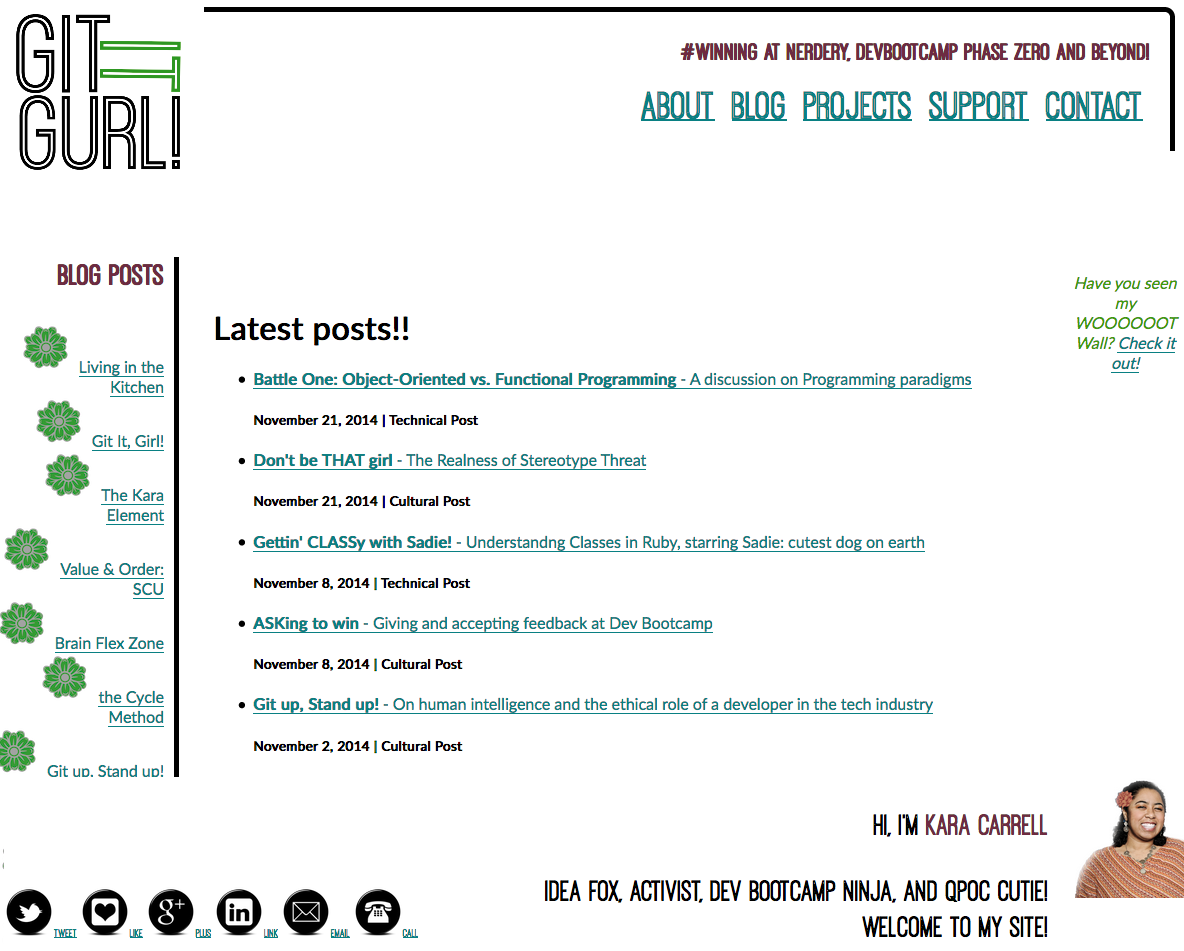 GIT IT
GURL!
#WINNING AT NERDERY, DEVBOOTCAMP PHASE ZERO AND BEYOND!
ABOUT BLOG PROJECTS SUPPORT CONTACT
BLOG POSTS
Living in the
Kitchen
Git It, Girl!
The Kara
Element
Value & Order:
SCU
Brain Flex Zone
the Cycle
Method
Git up, Stand up!
Latest posts!!
Battle One: Object-Oriented vs. Functional Programming - A discussion on Programming paradigms
November 21, 2014 | Technical Post
Don't be THAT girl - The Realness of Stereotype Threat
November 21, 2014 | Cultural Post
Gettin' CLASSy with Sadie! - Understandng Classes in Ruby, starring Sadie: cutest dog on earth
November 8, 2014 | Technical Post
ASKing to win - Giving and accepting feedback at Dev Bootcamp
November 8, 2014 | Cultural Post
Git up, Stand up! - On human intelligence and the ethical role of a developer in the tech industry
November 2, 2014 | Cultural Post
Have you seen
my
WOOOOOOT
Wall? Check it
out!
HI, I'M KARA CARRELL
IDEA FOX, ACTIVIST, DEV BOOTCAMP NINJA, AND QPOC CUTIE!
WELCOME TO MY SITE!
TWEET LIKE g+ PLUS in LINK EMAIL CALL